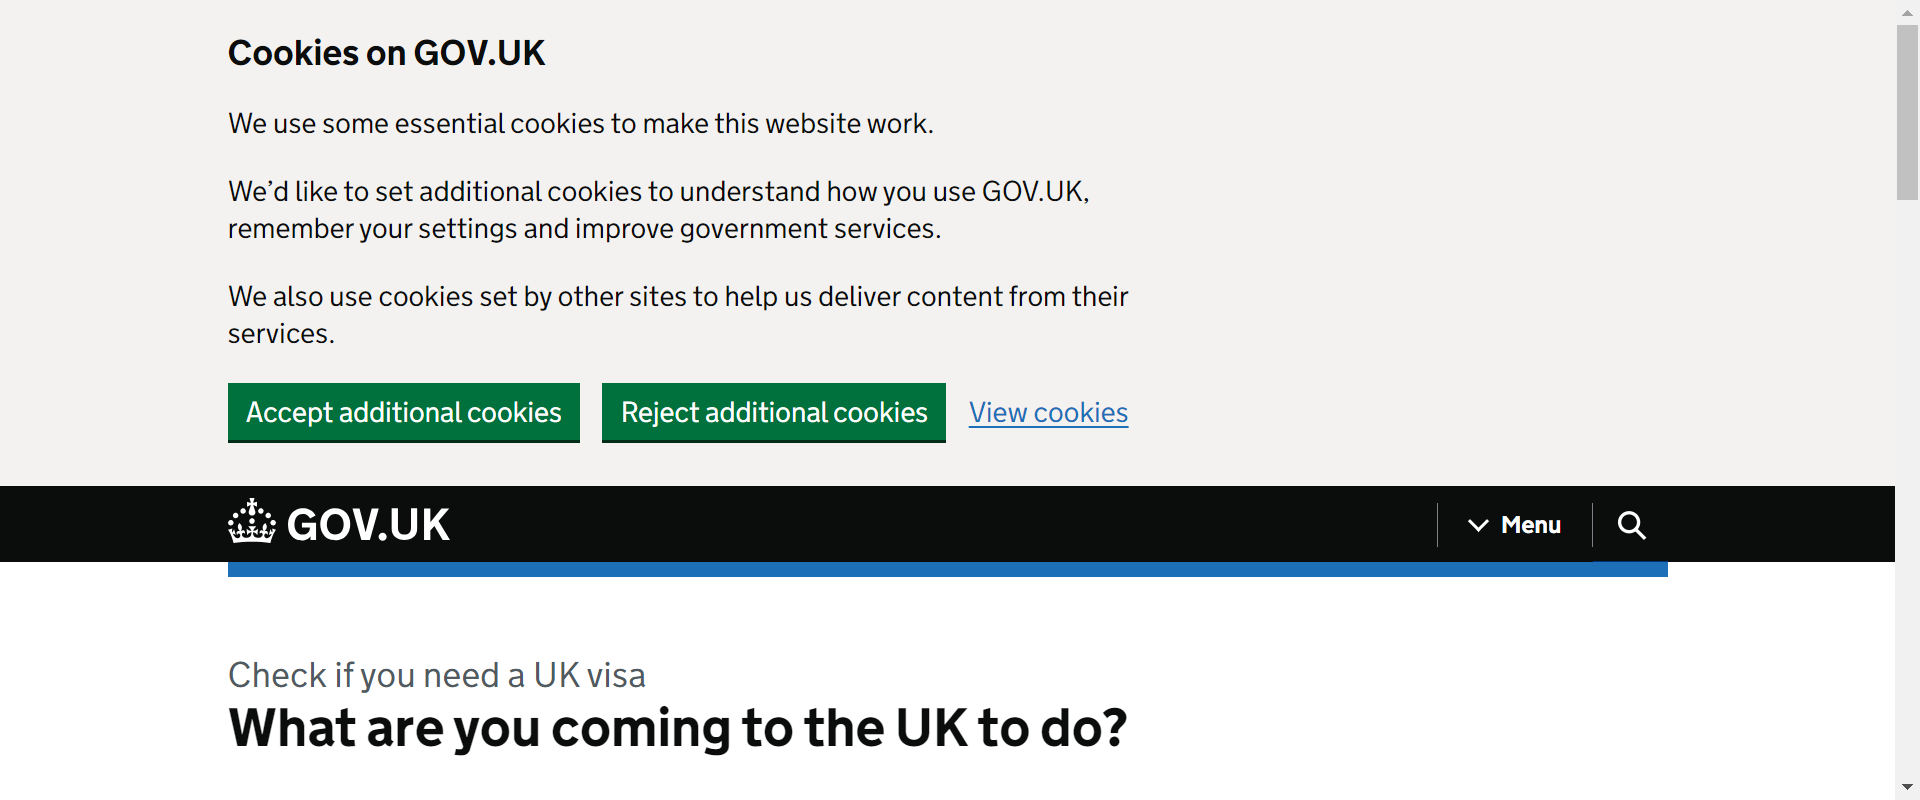 Cookies on GOV.UK
We use some essential cookies to make this website work.
We’d like to set additional cookies to understand how you use GOV.UK,
remember your settings and improve government services.
We also use cookies set by other sites to help us deliver content from their
services.
Accept additional cookies Reject additional cookies View cookies
GOV.UK Menu
Check if you need a UK visa
What are you coming to the UK to do?